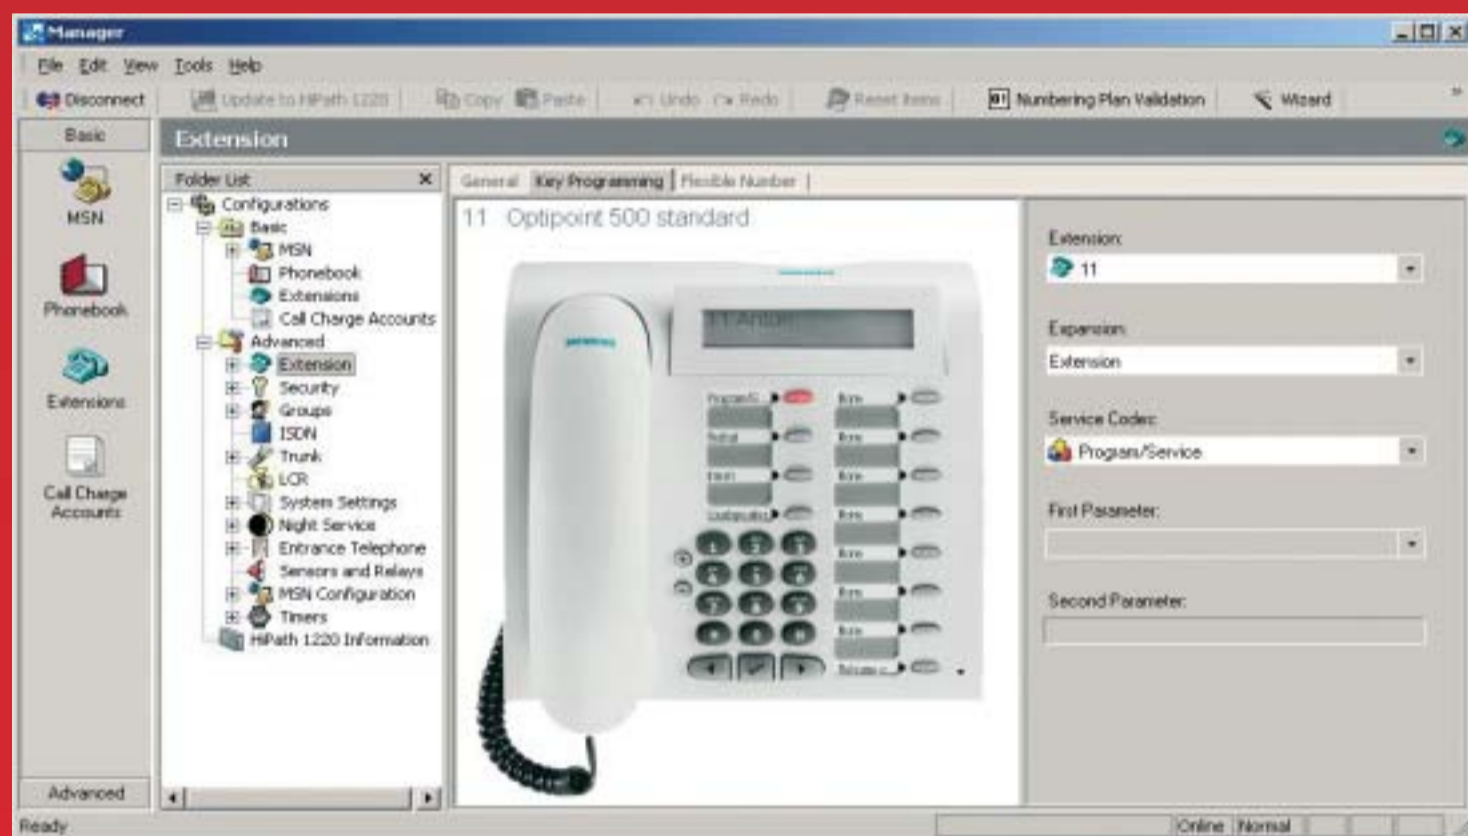 Manager
File Edit View Tools Help
Disconnect Update to HiPath 1220 Copy Paste Undo Redo Reset Items Numbering Plan Validation Wizard
Basic
Extension
Folder List
General Key Programming Flexible Number
MSN
Phonebook
Extensions
Call Charge Accounts
Advanced
Configurations
Basic
MSN
Phonebook
Extensions
Call Charge Accounts
Advanced
Extension
Security
Groups
ISDN
Trunk
LCR
System Settings
Night Service
Entrance Telephone
Sensors and Relays
MSN Configuration
Timers
HiPath 1220 Information
11 Optipoint 500 standard
SIEMENS
11 Anton
Extension:
11
Expansion:
Extension
Service Codes:
Program/Service
First Parameter:
Second Parameter:
Ready
Online Normal